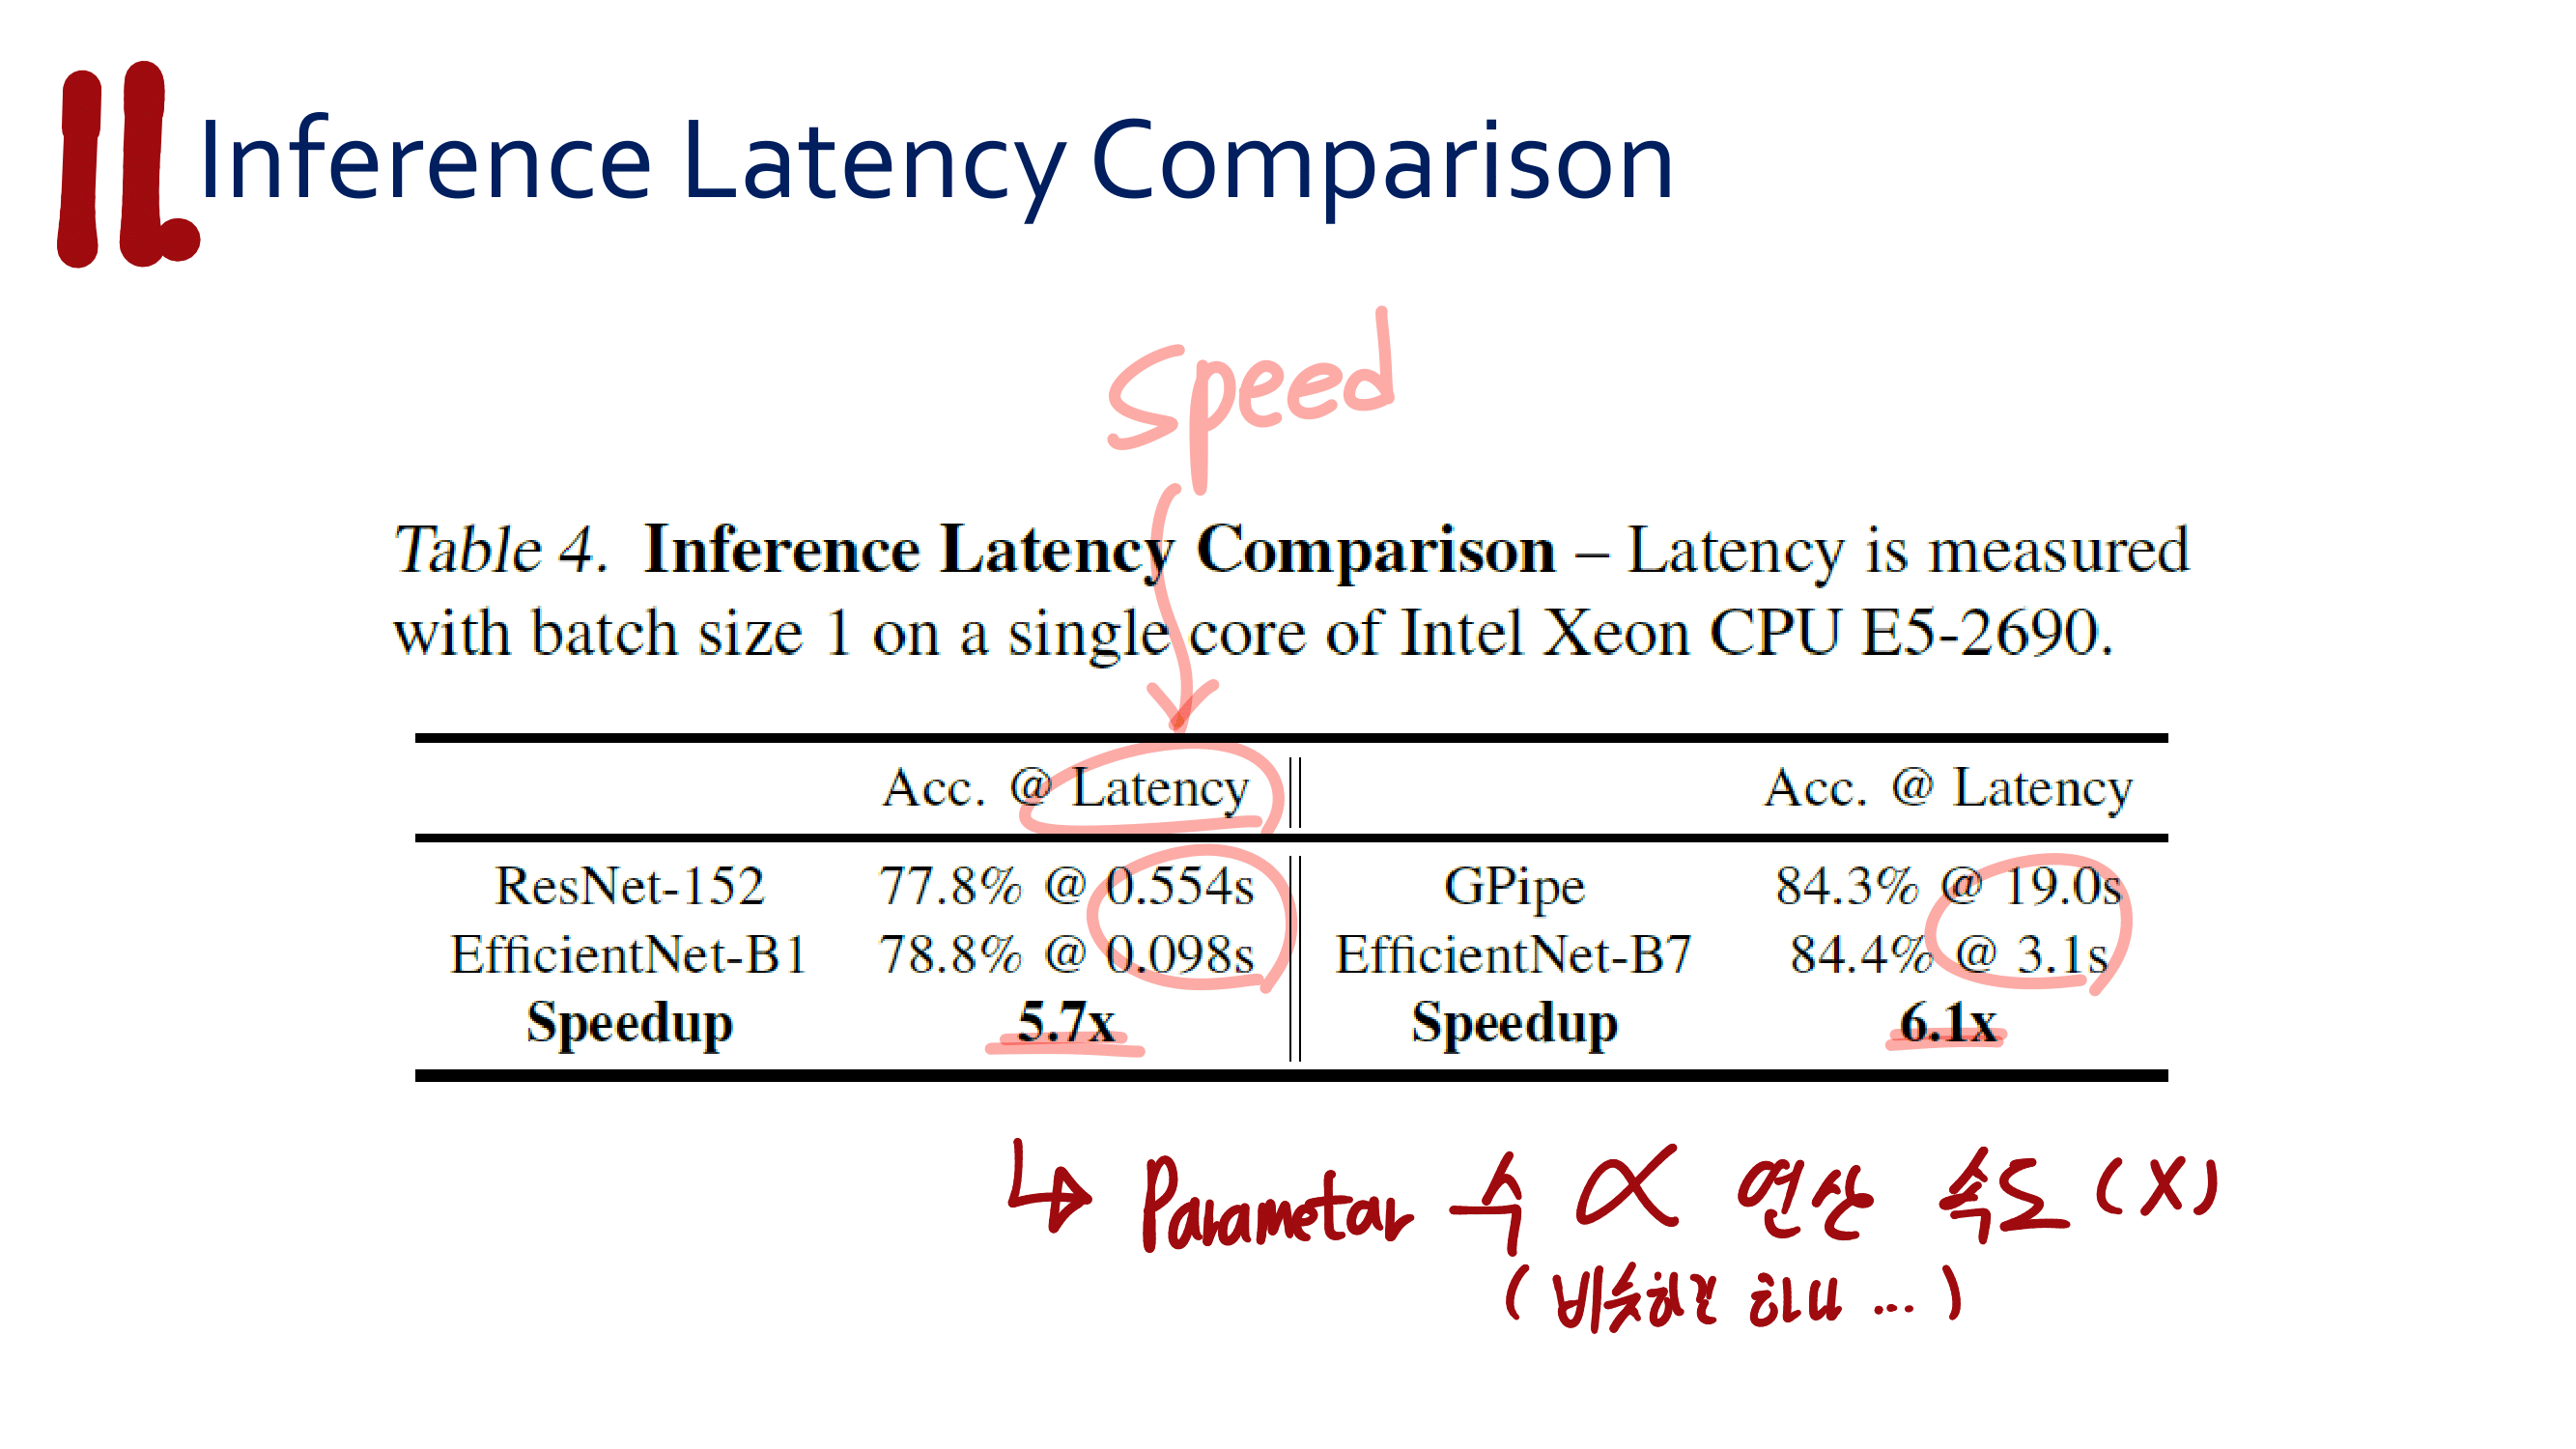 11. Inference Latency Comparison
speed
Table 4. Inference Latency Comparison – Latency is measured
with batch size 1 on a single core of Intel Xeon CPU E5-2690.
Acc. @ Latency Acc. @ Latency
ResNet-152 77.8% @ 0.554s GPipe 84.3% @ 19.0s
EfficientNet-B1 78.8% @ 0.098s EfficientNet-B7 84.4% @ 3.1s
Speedup 5.7x Speedup 6.1x
↳ Parametar 수 ∝ 연산 속도 (X)
(비슷하긴 하나 ...)